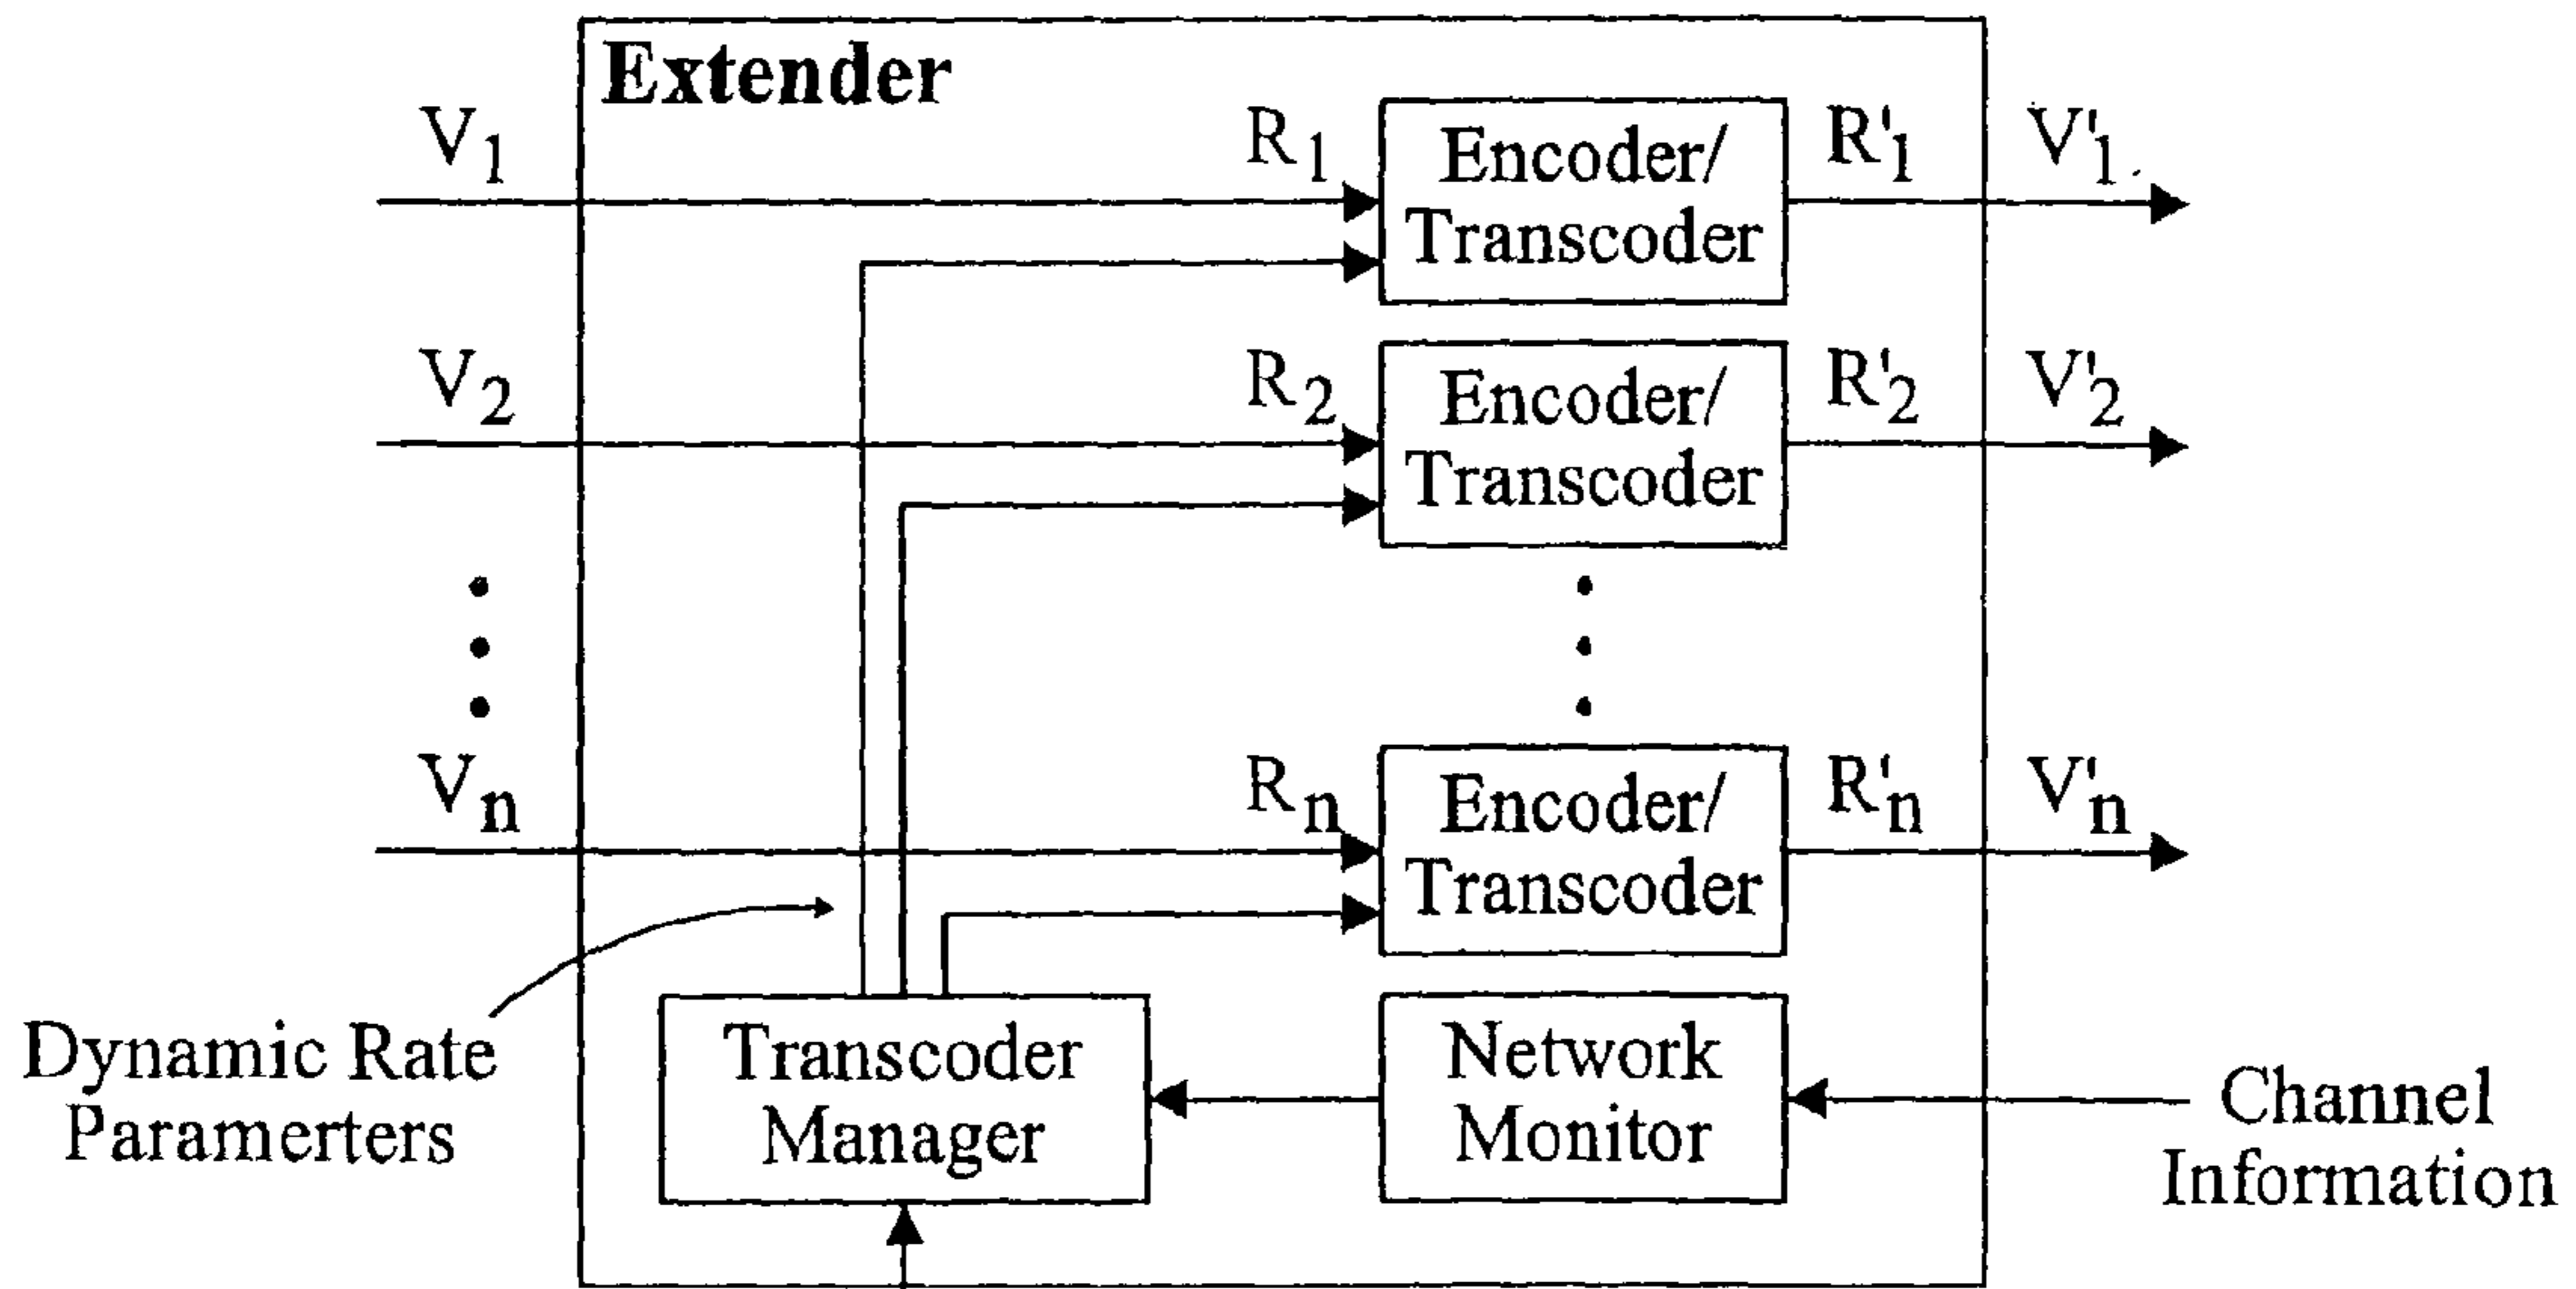 Extender
V1
R1
Encoder/
Transcoder
R'1
V'1
V2
R2
Encoder/
Transcoder
R'2
V'2
Vn
Rn
Encoder/
Transcoder
R'n
V'n
Dynamic Rate
Paramerters
Transcoder
Manager
Network
Monitor
Channel
Information